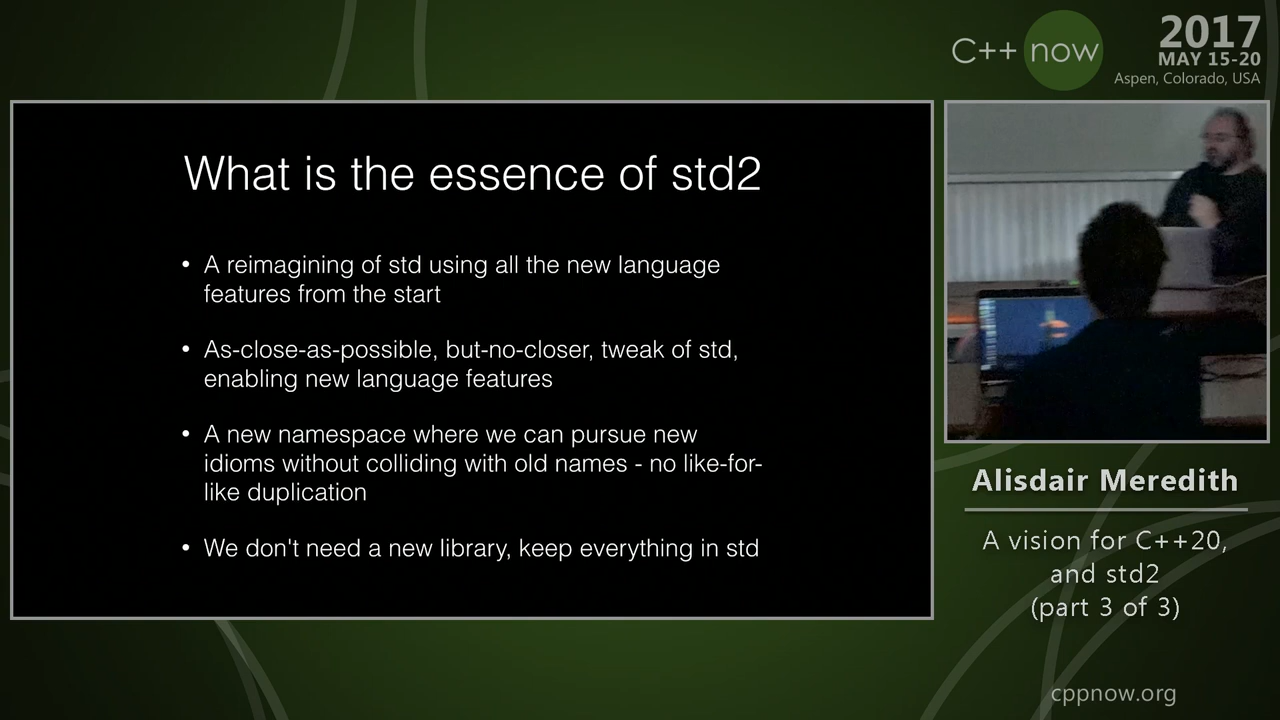 C++ now
2017
MAY 15-20
Aspen, Colorado, USA
What is the essence of std2
• A reimagining of std using all the new language
features from the start
• As-close-as-possible, but-no-closer, tweak of std,
enabling new language features
• A new namespace where we can pursue new
idioms without colliding with old names - no like-for-
like duplication
• We don't need a new library, keep everything in std
Alisdair Meredith
A vision for C++20,
and std2
(part 3 of 3)
cppnow.org